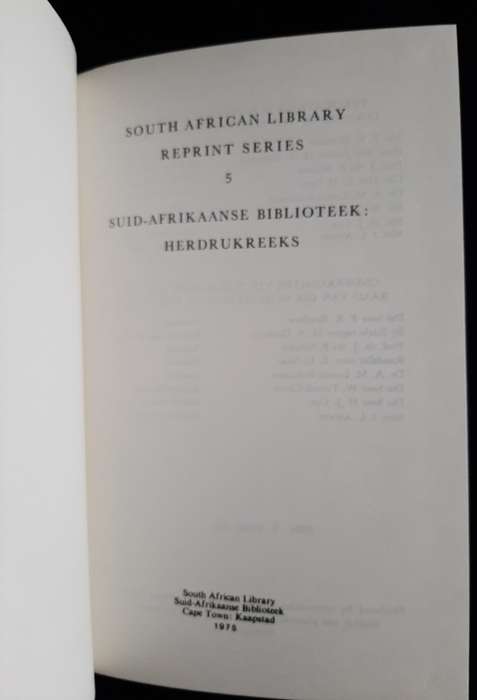 SOUTH AFRICAN LIBRARY
REPRINT SERIES
5
SUID-AFRIKAANSE BIBLIOTEEK:
HERDRUKREEKS
South African Library
Suid-Afrikaanse Biblioteek
Cape Town: Kaapstad
1975